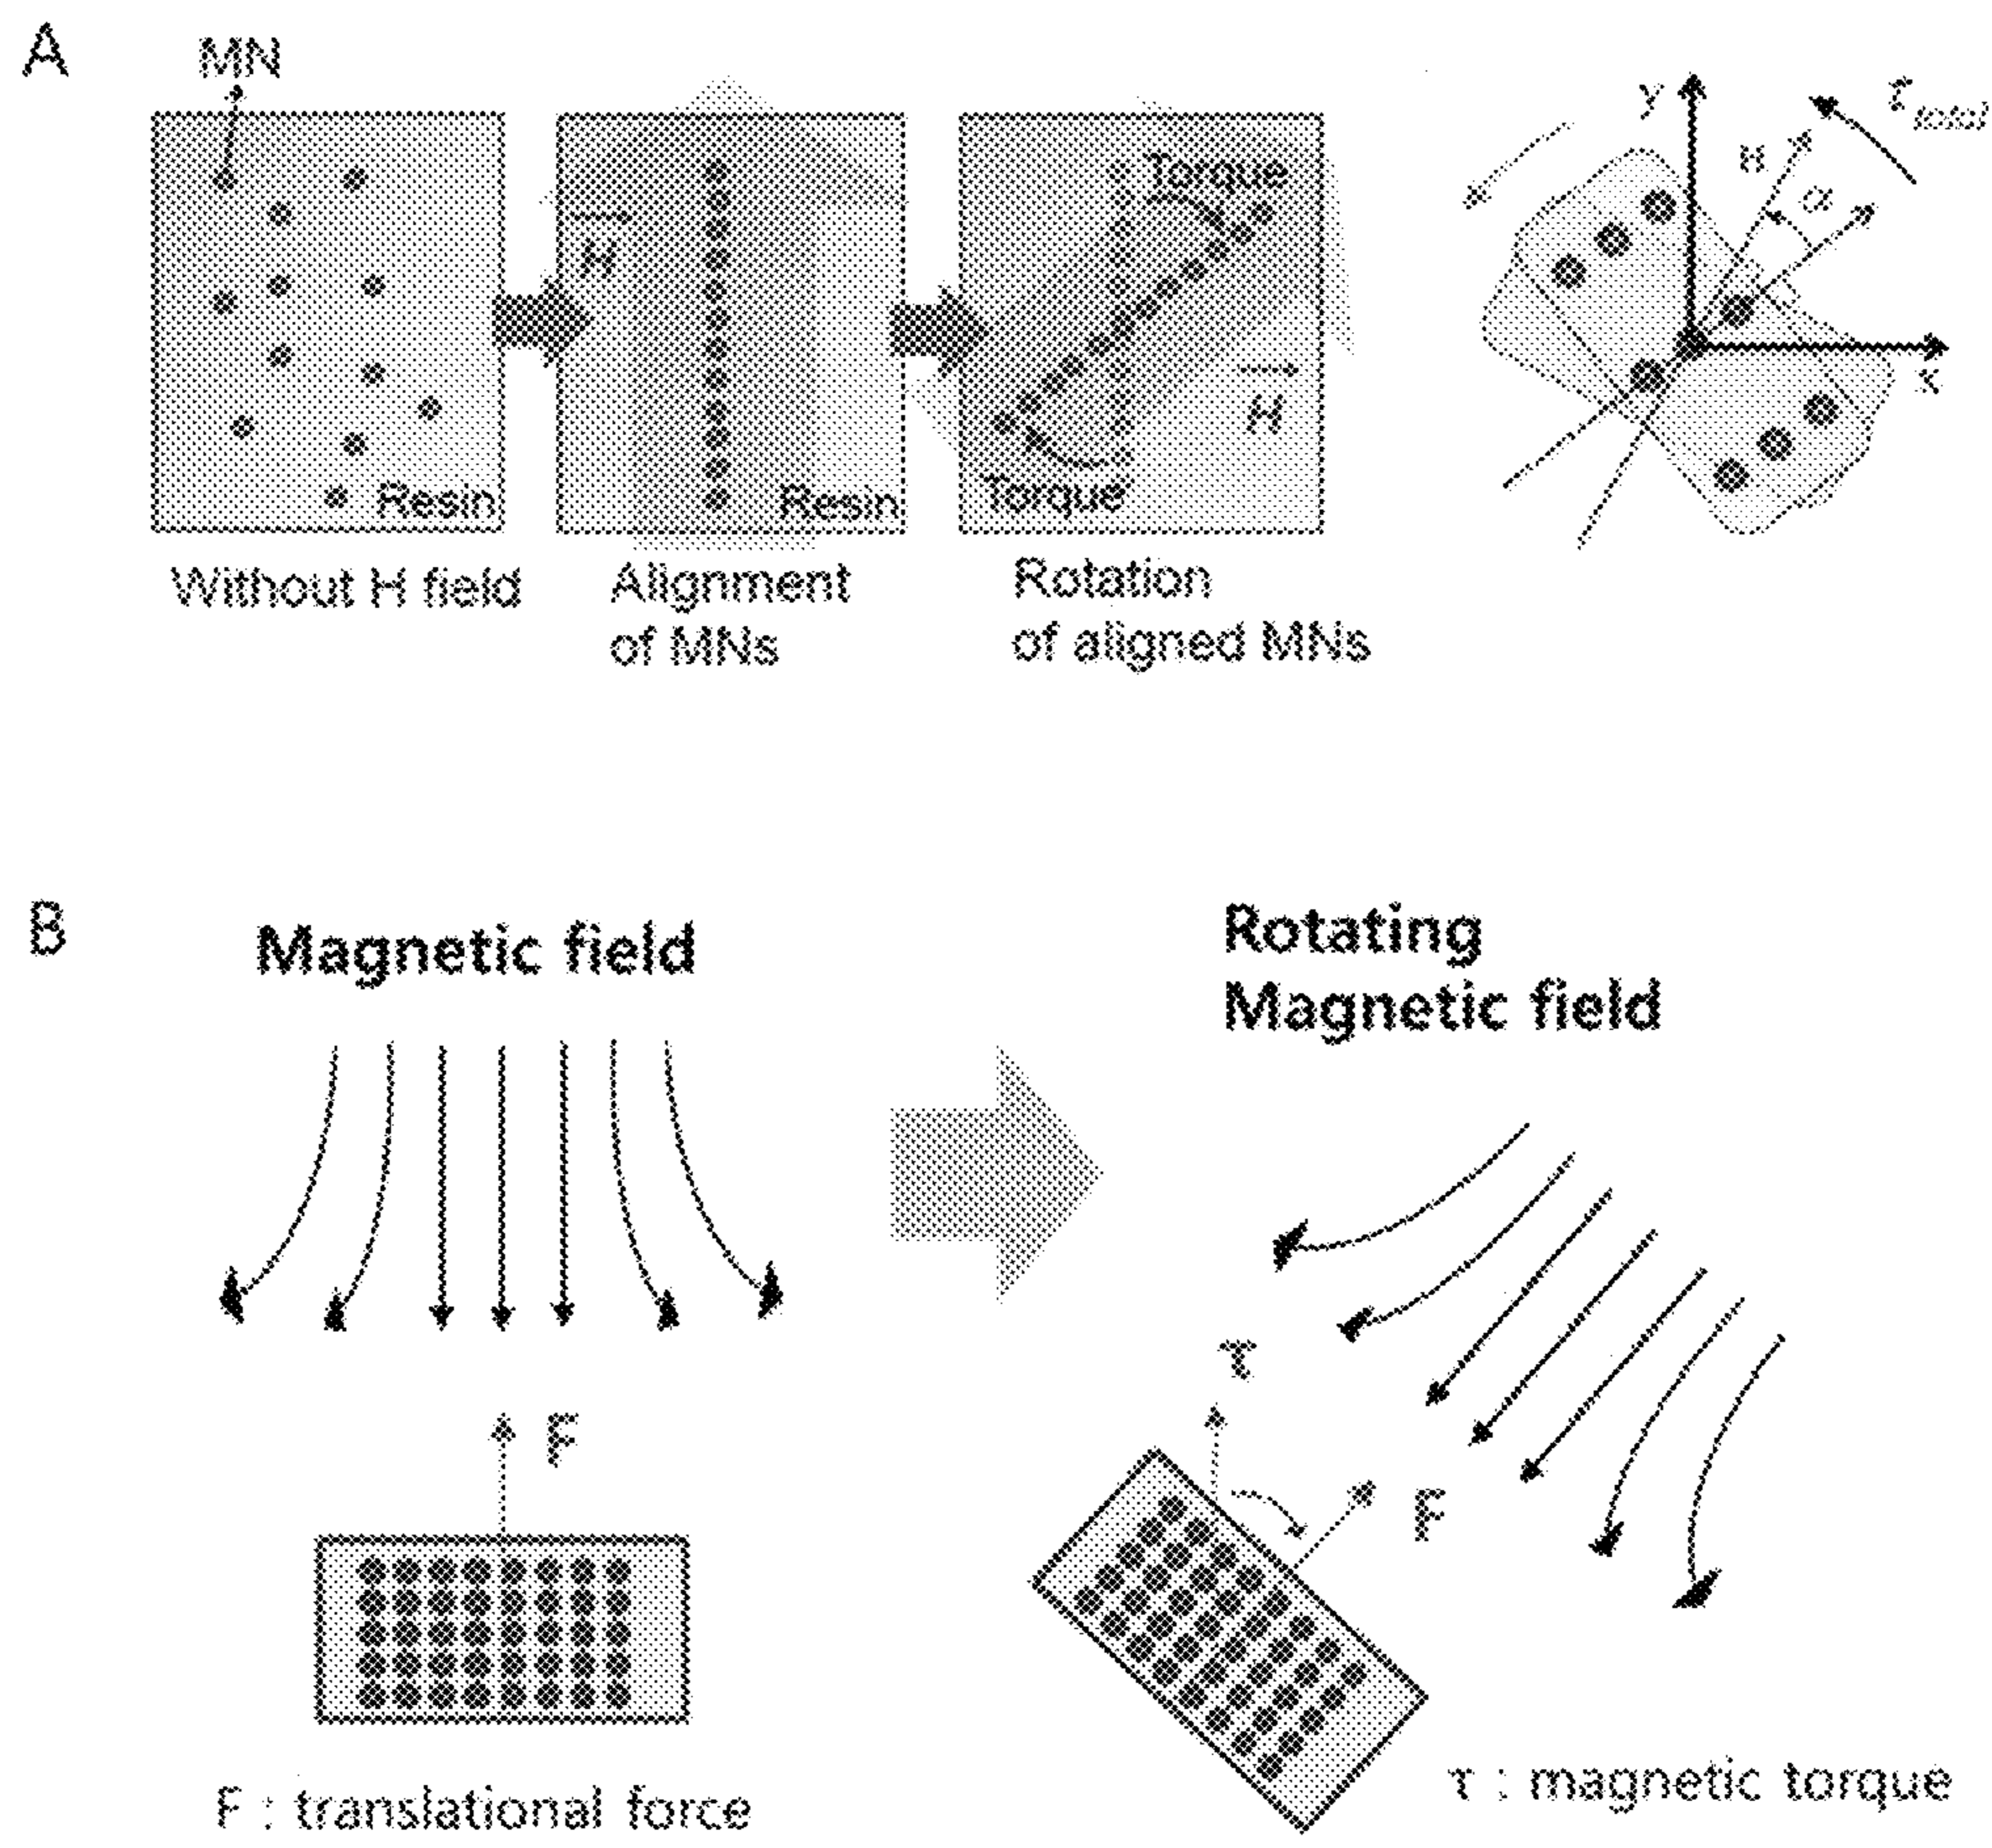 A
MN
H
Resin
Resin
Torque
Torque
H
y
H
α
τtotal
x
Without H field
Alignment
of MNs
Rotation
of aligned MNs
B
Magnetic field
Rotating
Magnetic field
F
τ
F
F : translational force
τ : magnetic torque